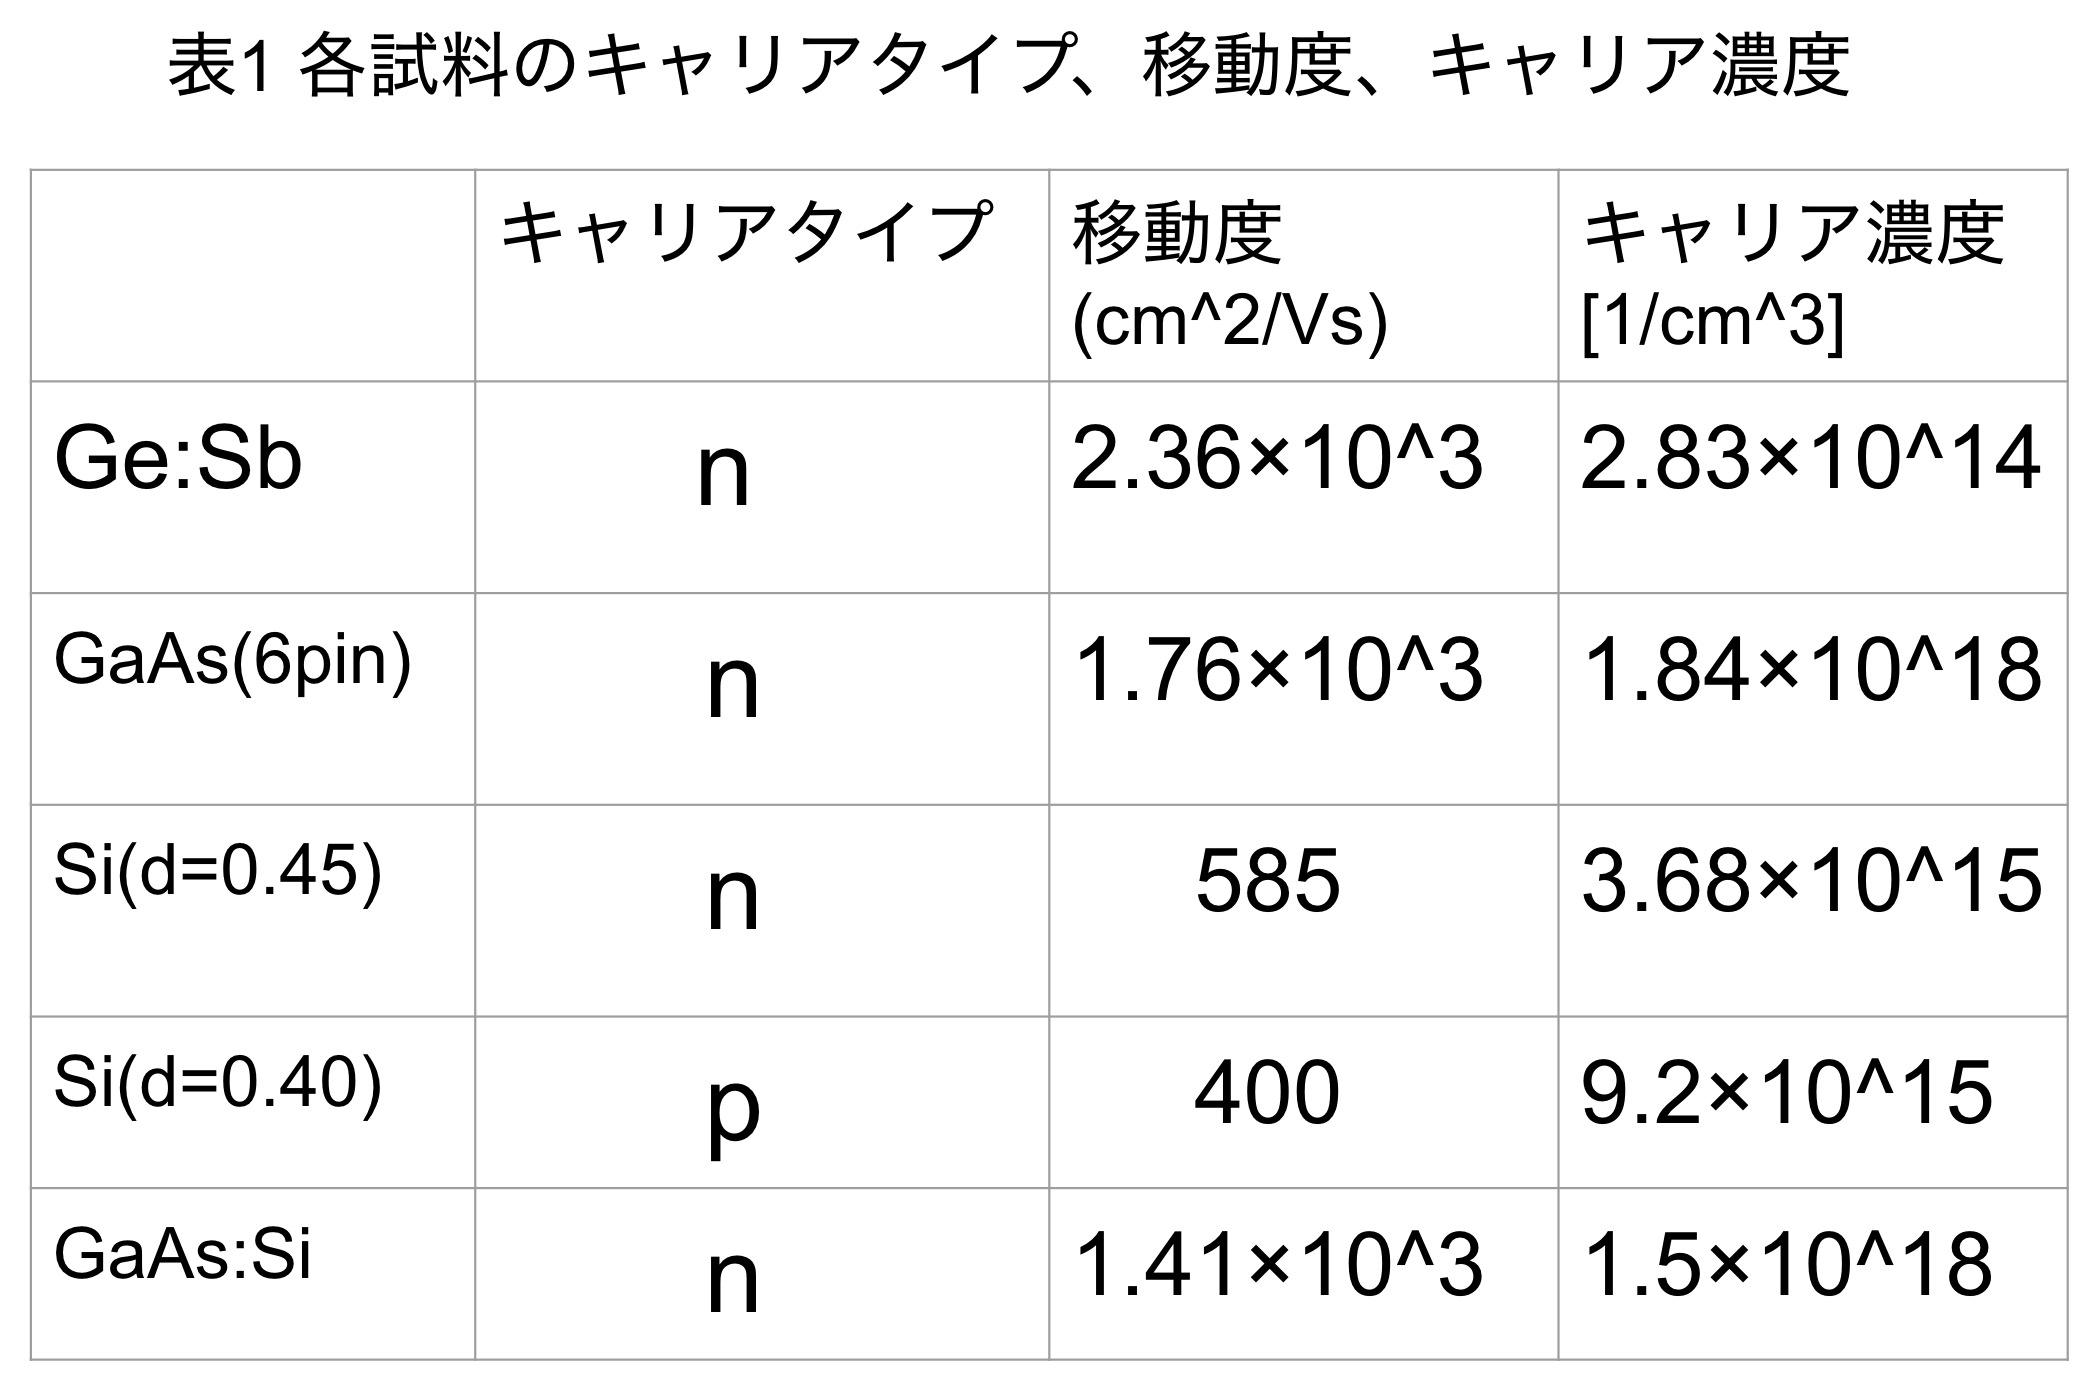 表1 各試料のキャリアタイプ、移動度、キャリア濃度
キャリアタイプ 移動度 キャリア濃度
(cm^2/Vs) [1/cm^3]
Ge:Sb n 2.36×10^3 2.83×10^14
GaAs(6pin) n 1.76×10^3 1.84×10^18
Si(d=0.45) n 585 3.68×10^15
Si(d=0.40) p 400 9.2×10^15
GaAs:Si n 1.41×10^3 1.5×10^18